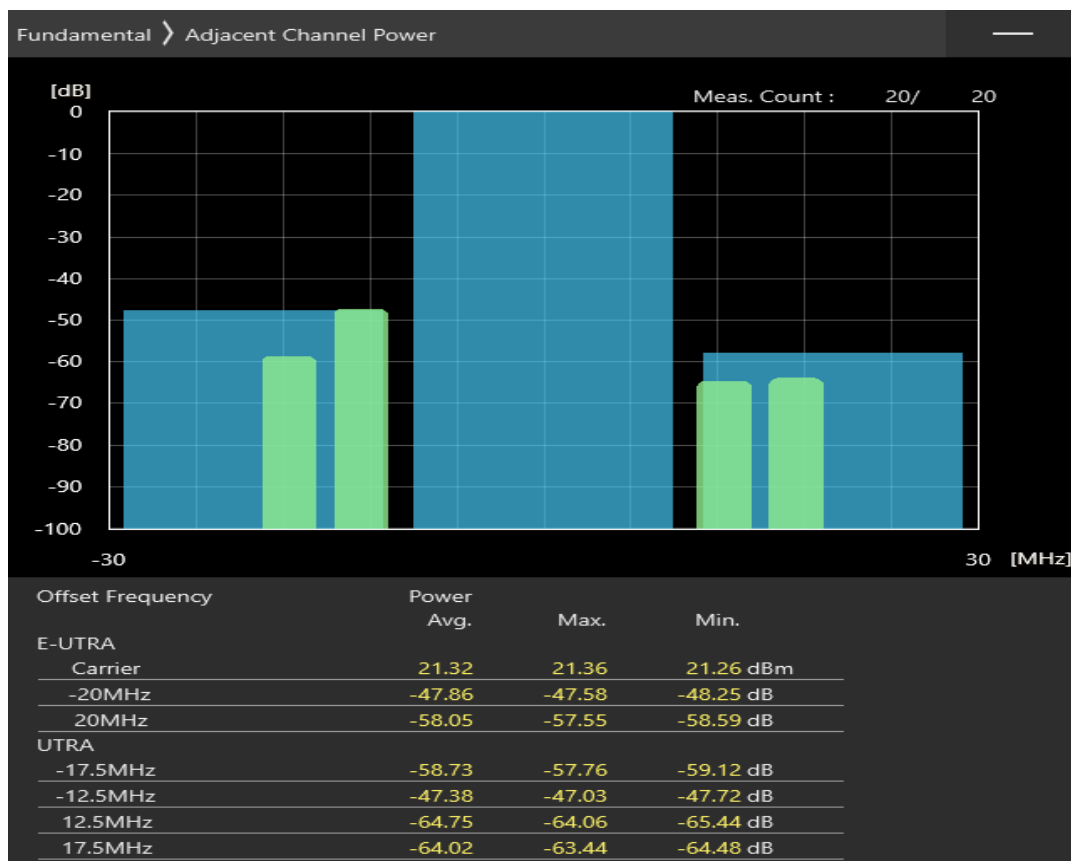 Fundamental ❯ Adjacent Channel Power
[dB]
Meas. Count : 20/ 20
0
-10
-20
-30
-40
-50
-60
-70
-80
-90
-100
-30 30 [MHz]
Offset Frequency Power
Avg. Max. Min.
E-UTRA
Carrier 21.32 21.36 21.26 dBm
-20MHz -47.86 -47.58 -48.25 dB
20MHz -58.05 -57.55 -58.59 dB
UTRA
-17.5MHz -58.73 -57.76 -59.12 dB
-12.5MHz -47.38 -47.03 -47.72 dB
12.5MHz -64.75 -64.06 -65.44 dB
17.5MHz -64.02 -63.44 -64.48 dB